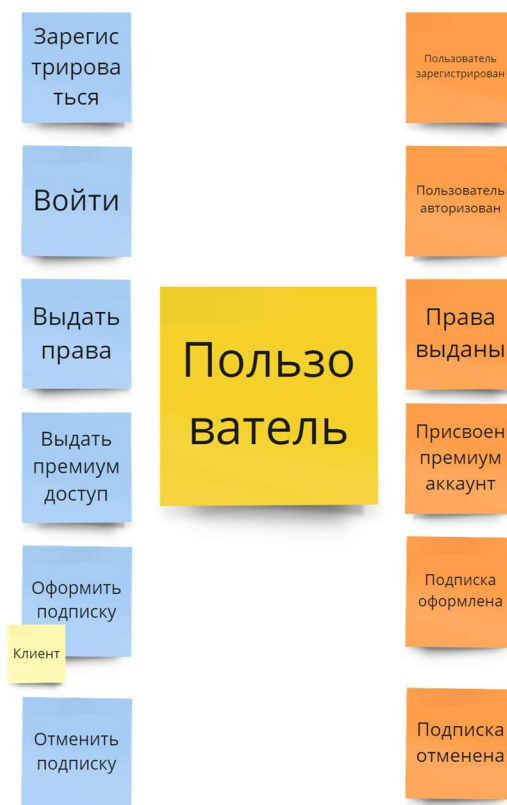 Зарегис
трирова
ться
Пользователь
зарегистрирован
Войти
Пользователь
авторизован
Выдать
права
Пользо
ватель
Права
выданы
Выдать
премиум
доступ
Присвоен
премиум
аккаунт
Оформить
подписку
Клиент
Подписка
оформлена
Отменить
подписку
Подписка
отменена